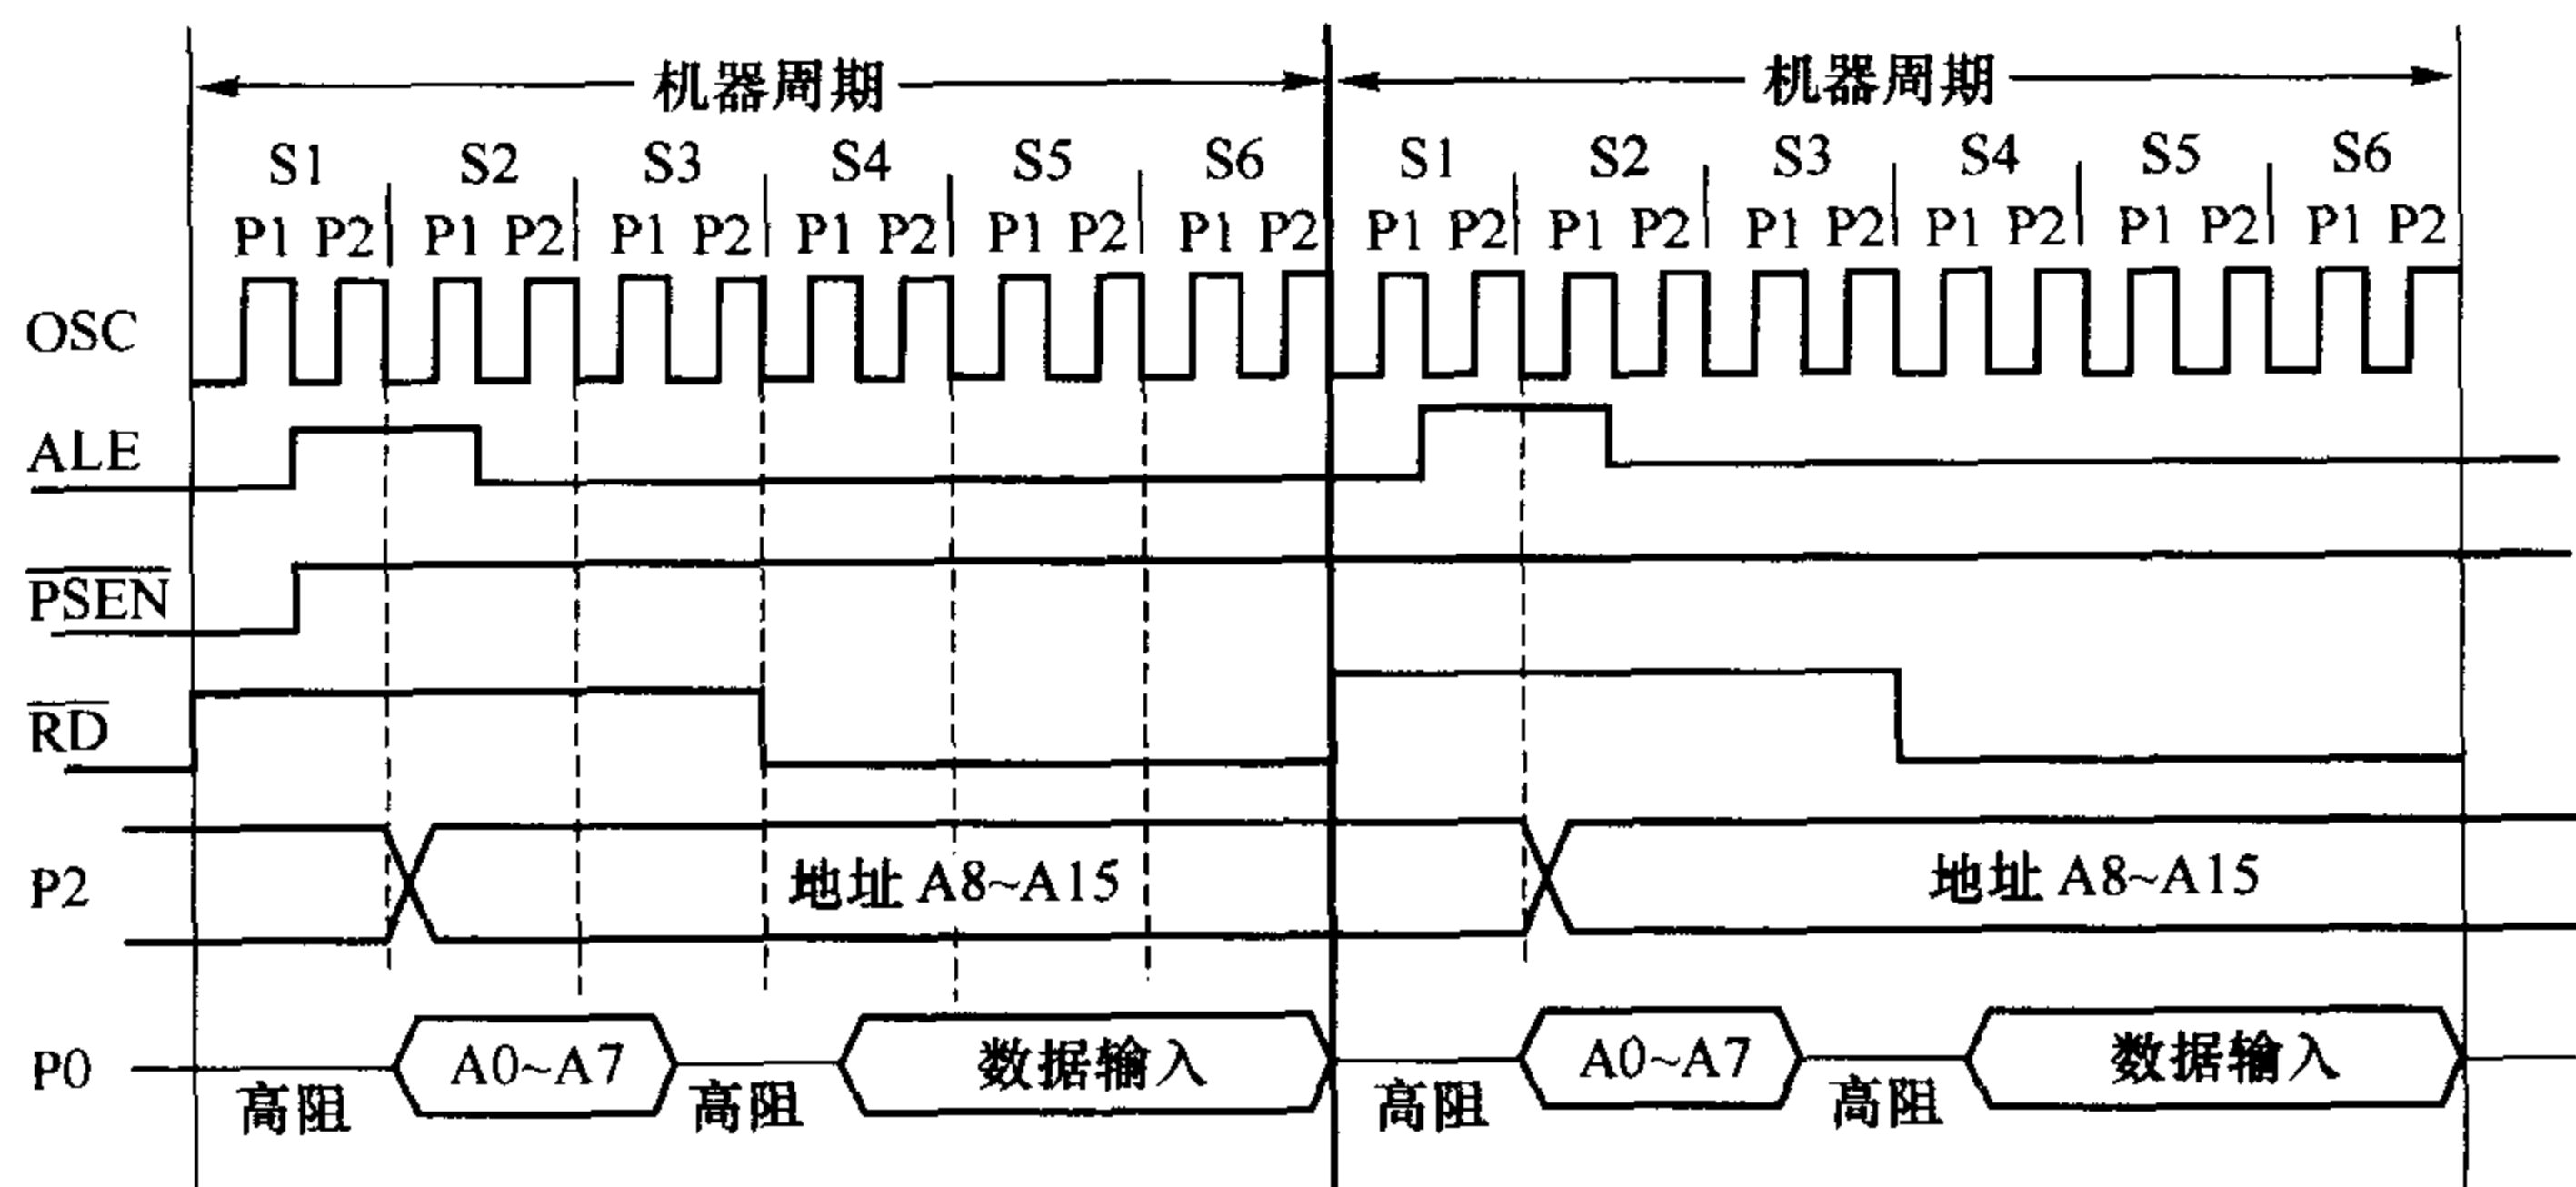 机器周期 机器周期
S1 S2 S3 S4 S5 S6 S1 S2 S3 S4 S5 S6
P1 P2 P1 P2 P1 P2 P1 P2 P1 P2 P1 P2 P1 P2 P1 P2 P1 P2 P1 P2 P1 P2 P1 P2
OSC
ALE
PSEN
RD
P2 地址 A8~A15 地址 A8~A15
P0 高阻 A0~A7 高阻 数据输入 高阻 A0~A7 高阻 数据输入